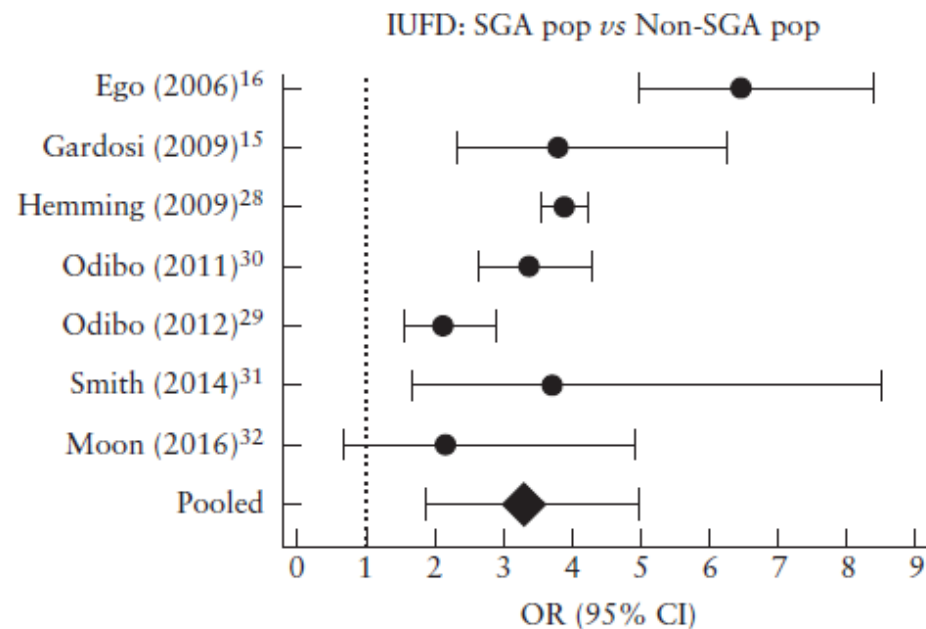 IUFD: SGA pop vs Non-SGA pop
Ego (2006)16
Gardosi (2009)15
Hemming (2009)28
Odibo (2011)30
Odibo (2012)29
Smith (2014)31
Moon (2016)32
Pooled
0 1 2 3 4 5 6 7 8 9
OR (95% CI)